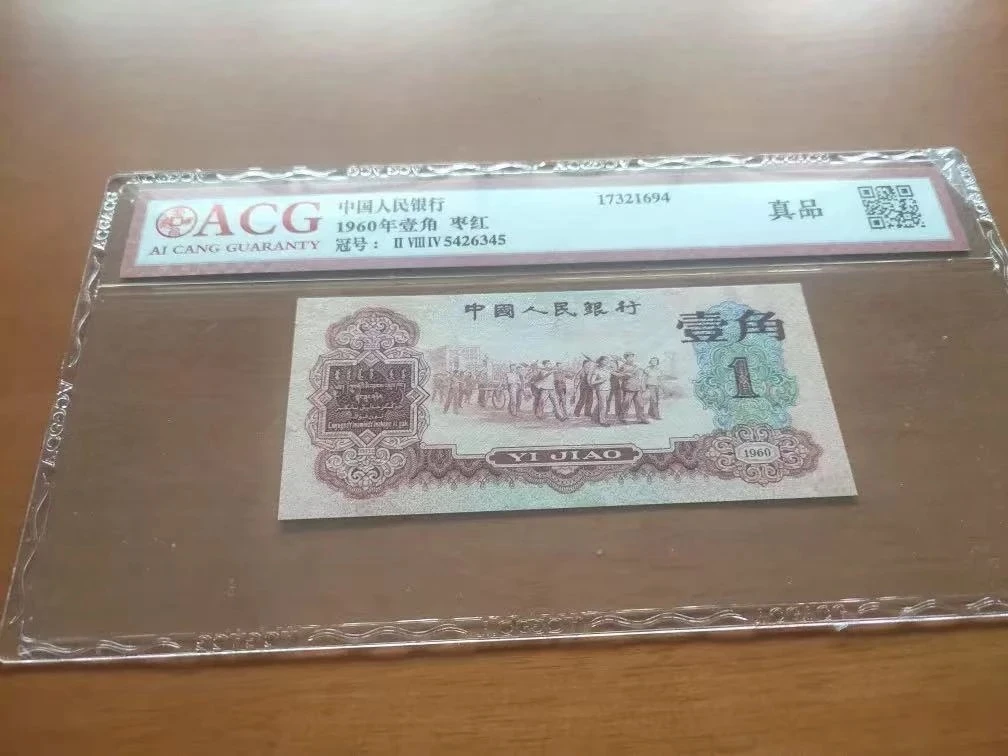 ACG
AI CANG GUARANTY
中国人民银行
1960年壹角 枣红
冠号： II VIII IV 5426345
17321694
真品
中國人民銀行
壹角
1
YI JIAO
1960